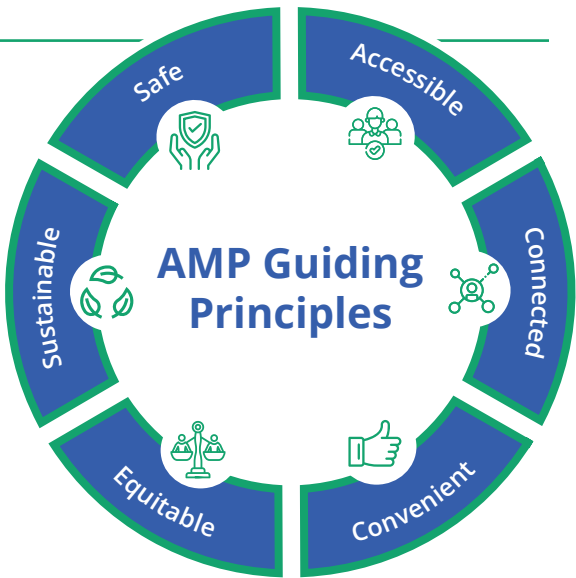 Safe
Accessible
Connected
Convenient
Equitable
Sustainable
AMP Guiding
Principles